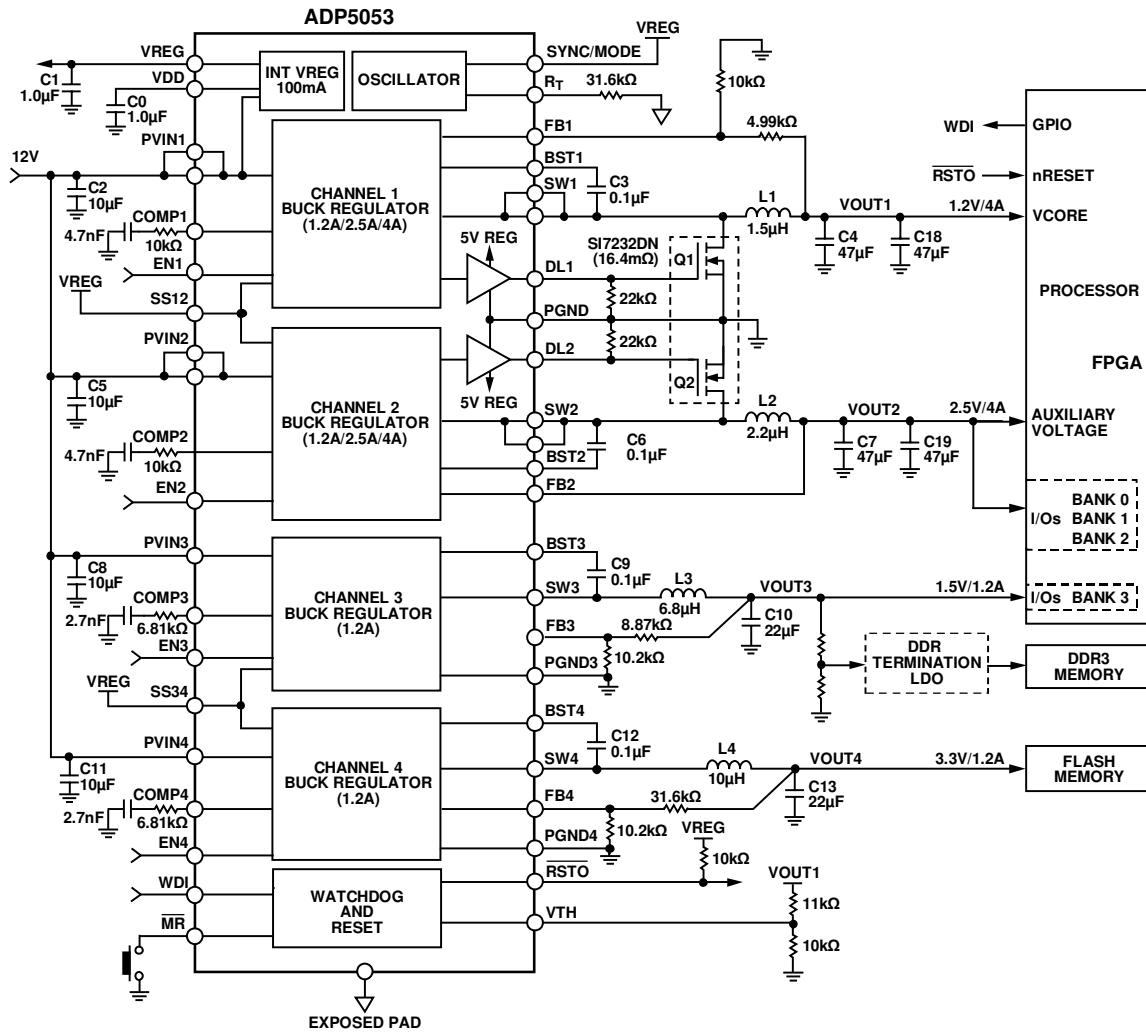 ADP5053
VREG
C1
1.0µF
VDD
C0
1.0µF
INT VREG
100mA
OSCILLATOR
SYNC/MODE
VREG
RT
31.6kΩ
10kΩ
FB1
4.99kΩ
PVIN1
12V
C2
10µF
COMP1
4.7nF
10kΩ
EN1
VREG
SS12
CHANNEL 1
BUCK REGULATOR
(1.2A/2.5A/4A)
BST1
SW1
C3
0.1µF
L1
1.5µH
VOUT1
1.2V/4A
C4
47µF
C18
47µF
5V REG
DL1
22kΩ
PGND
22kΩ
DL2
5V REG
SI7232DN
(16.4mΩ)
Q1
Q2
PVIN2
C5
10µF
COMP2
4.7nF
10kΩ
EN2
CHANNEL 2
BUCK REGULATOR
(1.2A/2.5A/4A)
SW2
BST2
FB2
C6
0.1µF
L2
2.2µH
VOUT2
2.5V/4A
C7
47µF
C19
47µF
WDI
GPIO
RSTO
nRESET
VCORE
PROCESSOR
FPGA
AUXILIARY
VOLTAGE
BANK 0
I/Os BANK 1
BANK 2
PVIN3
C8
10µF
COMP3
2.7nF
6.81kΩ
EN3
VREG
SS34
CHANNEL 3
BUCK REGULATOR
(1.2A)
BST3
C9
0.1µF
SW3
L3
6.8µH
VOUT3
1.5V/1.2A
I/Os BANK 3
FB3
8.87kΩ
10.2kΩ
C10
22µF
PGND3
DDR
TERMINATION
LDO
DDR3
MEMORY
PVIN4
C11
10µF
COMP4
2.7nF
6.81kΩ
EN4
CHANNEL 4
BUCK REGULATOR
(1.2A)
BST4
C12
0.1µF
SW4
L4
10µH
VOUT4
3.3V/1.2A
FLASH
MEMORY
FB4
31.6kΩ
10.2kΩ
C13
22µF
PGND4
VREG
10kΩ
WDI
MR
WATCHDOG
AND
RESET
RSTO
VTH
VOUT1
11kΩ
10kΩ
EXPOSED PAD